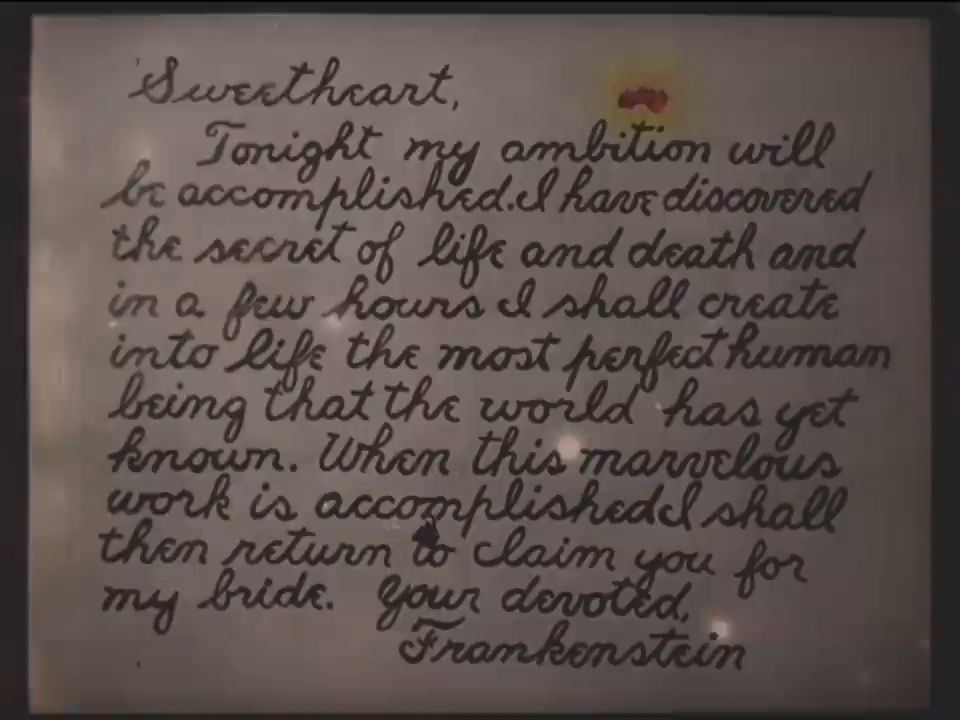 Sweetheart,
Tonight my ambition will
be accomplished. I have discovered
the secret of life and death and
in a few hours I shall create
into life the most perfect human
being that the world has yet
known. When this marvelous
work is accomplished I shall
then return to claim you for
my bride. Your devoted,
Frankenstein